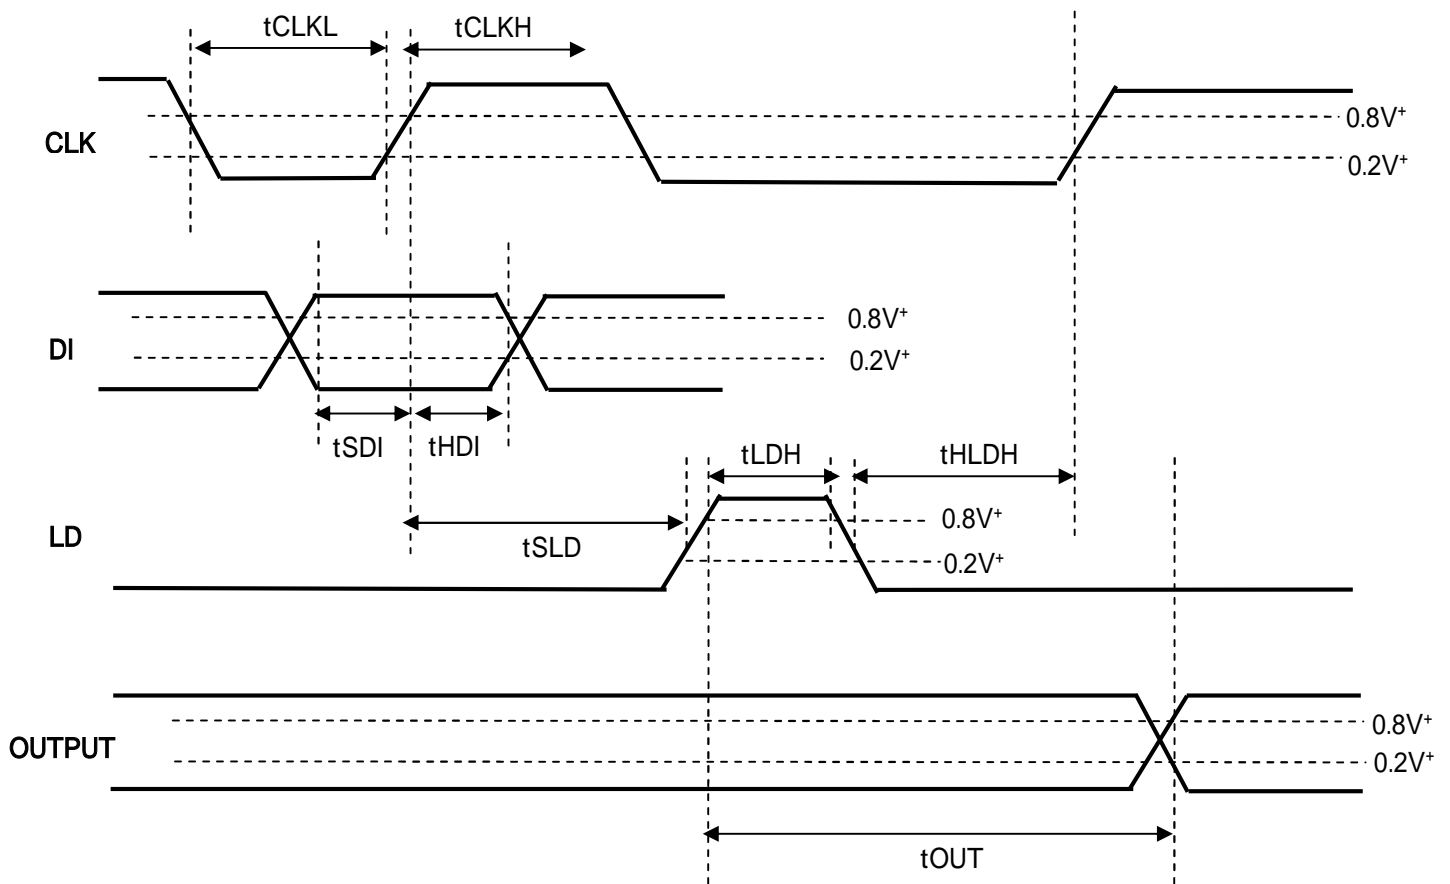 tCLKL
tCLKH
CLK
0.8V⁺
0.2V⁺
DI
0.8V⁺
0.2V⁺
tSDI
tHDI
tLDH
tHLDH
LD
tSLD
0.8V⁺
0.2V⁺
OUTPUT
0.8V⁺
0.2V⁺
tOUT